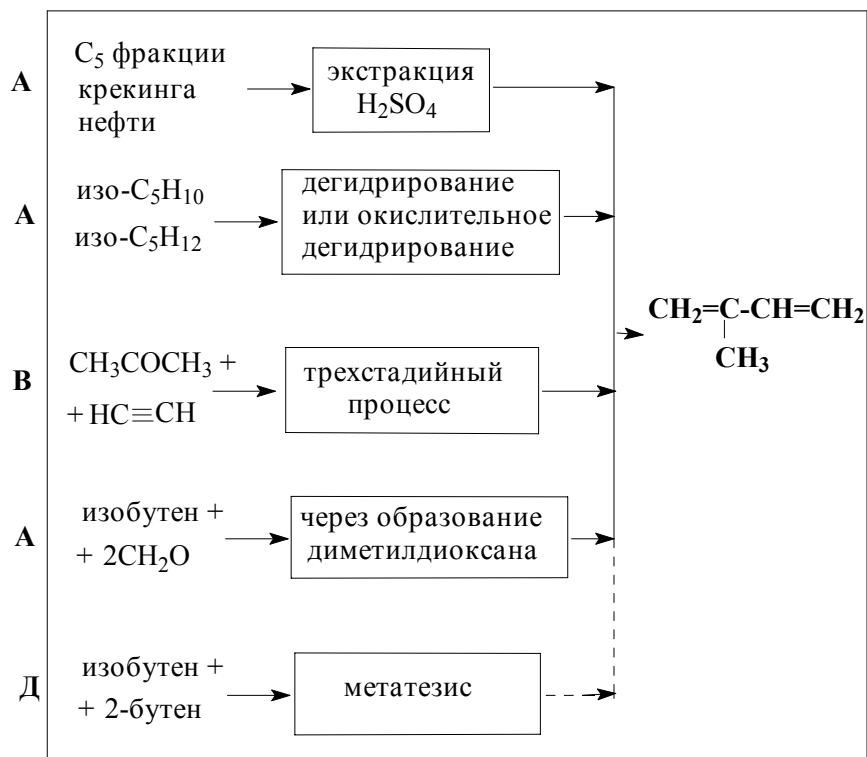 А
C₅ фракции
крекинга
нефти
экстракция
H₂SO₄
А
изо-C₅H₁₀
изо-C₅H₁₂
дегидрирование
или окислительное
дегидрирование
CH₂=C-CH=CH₂
CH₃
В
CH₃COCH₃ +
+ HC≡CH
трехстадийный
процесс
А
изобутен +
+ 2CH₂O
через образование
диметилдиоксана
Д
изобутен +
+ 2-бутен
метатезис